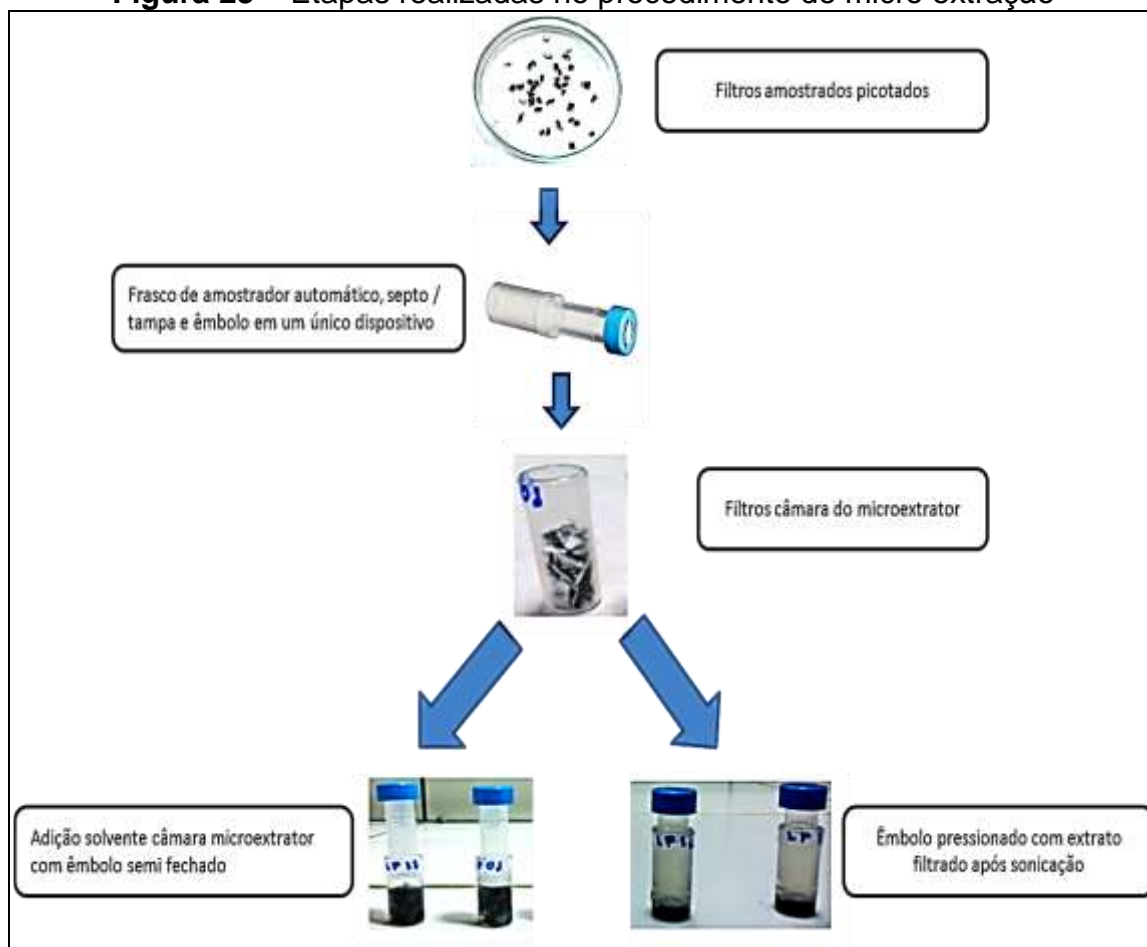 Figura 23 – Etapas realizadas no procedimento de micro extração
Filtros amostrados picotados
Frasco de amostrador automático, septo /
tampa e êmbolo em um único dispositivo
Filtros câmara do microextrator
Adição solvente câmara microextrator
com êmbolo semi fechado
Êmbolo pressionado com extrato
filtrado após sonicação